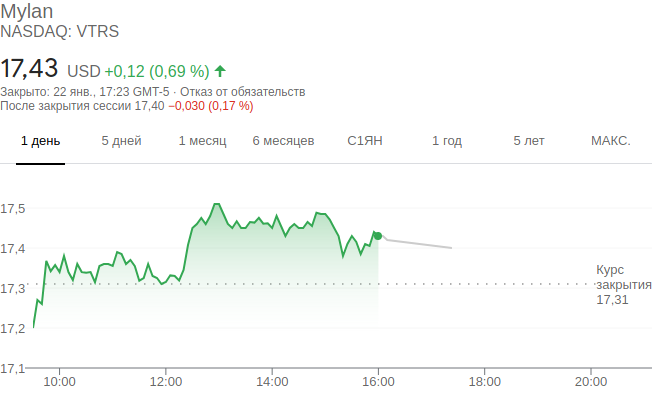 Mylan
NASDAQ: VTRS
17,43 USD +0,12 (0,69 %)
Закрыто: 22 янв., 17:23 GMT-5 · Отказ от обязательств
После закрытия сессии 17,40 −0,030 (0,17 %)
1 день 5 дней 1 месяц 6 месяцев С1ЯН 1 год 5 лет МАКС.
17,5
17,4
17,3
17,2
17,1
Курс
закрытия
17,31
10:00 12:00 14:00 16:00 18:00 20:00